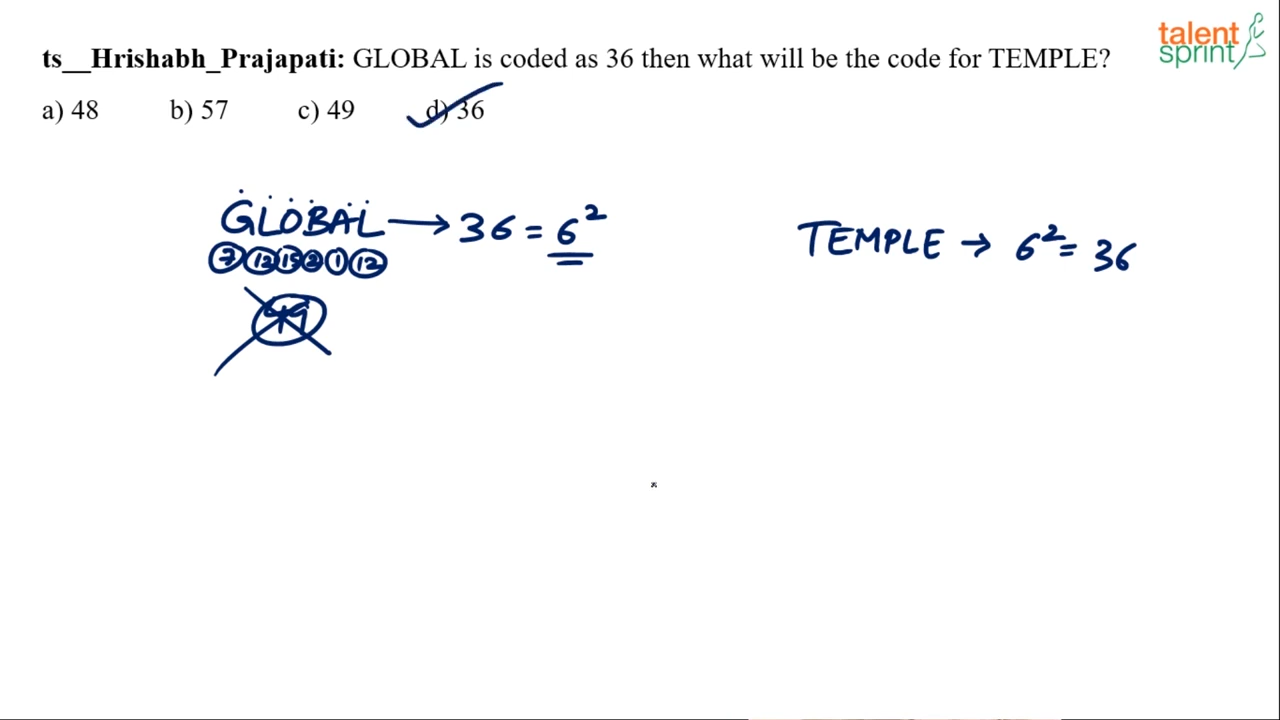 talent
sprint
ts__Hrishabh_Prajapati: GLOBAL is coded as 36 then what will be the code for TEMPLE?
a) 48 b) 57 c) 49 d) 36
GLOBAL → 36 = 6²
7 12 15 2 1 12
49
TEMPLE → 6² = 36